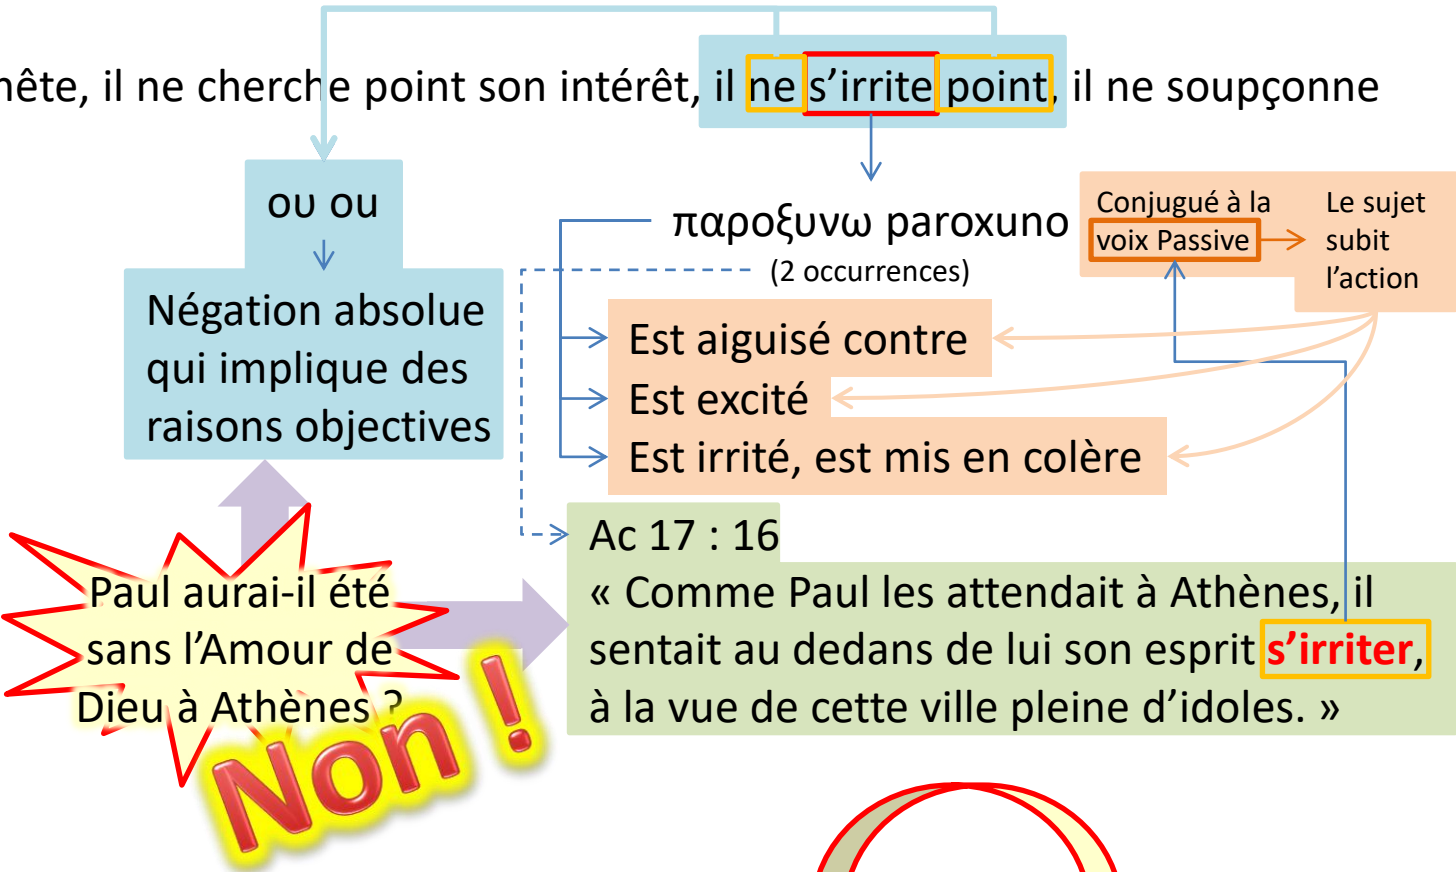 nête, il ne cherche point son intérêt, il ne s’irrite point, il ne soupçonne
ου ou
Négation absolue
qui implique des
raisons objectives
παροξυνω paroxuno
(2 occurrences)
Conjugué à la
voix Passive
Le sujet
subit
l’action
Est aiguisé contre
Est excité
Est irrité, est mis en colère
Ac 17 : 16
« Comme Paul les attendait à Athènes, il
sentait au dedans de lui son esprit s’irriter,
à la vue de cette ville pleine d’idoles. »
Paul aurai-il été
sans l’Amour de
Dieu à Athènes ?
Non !